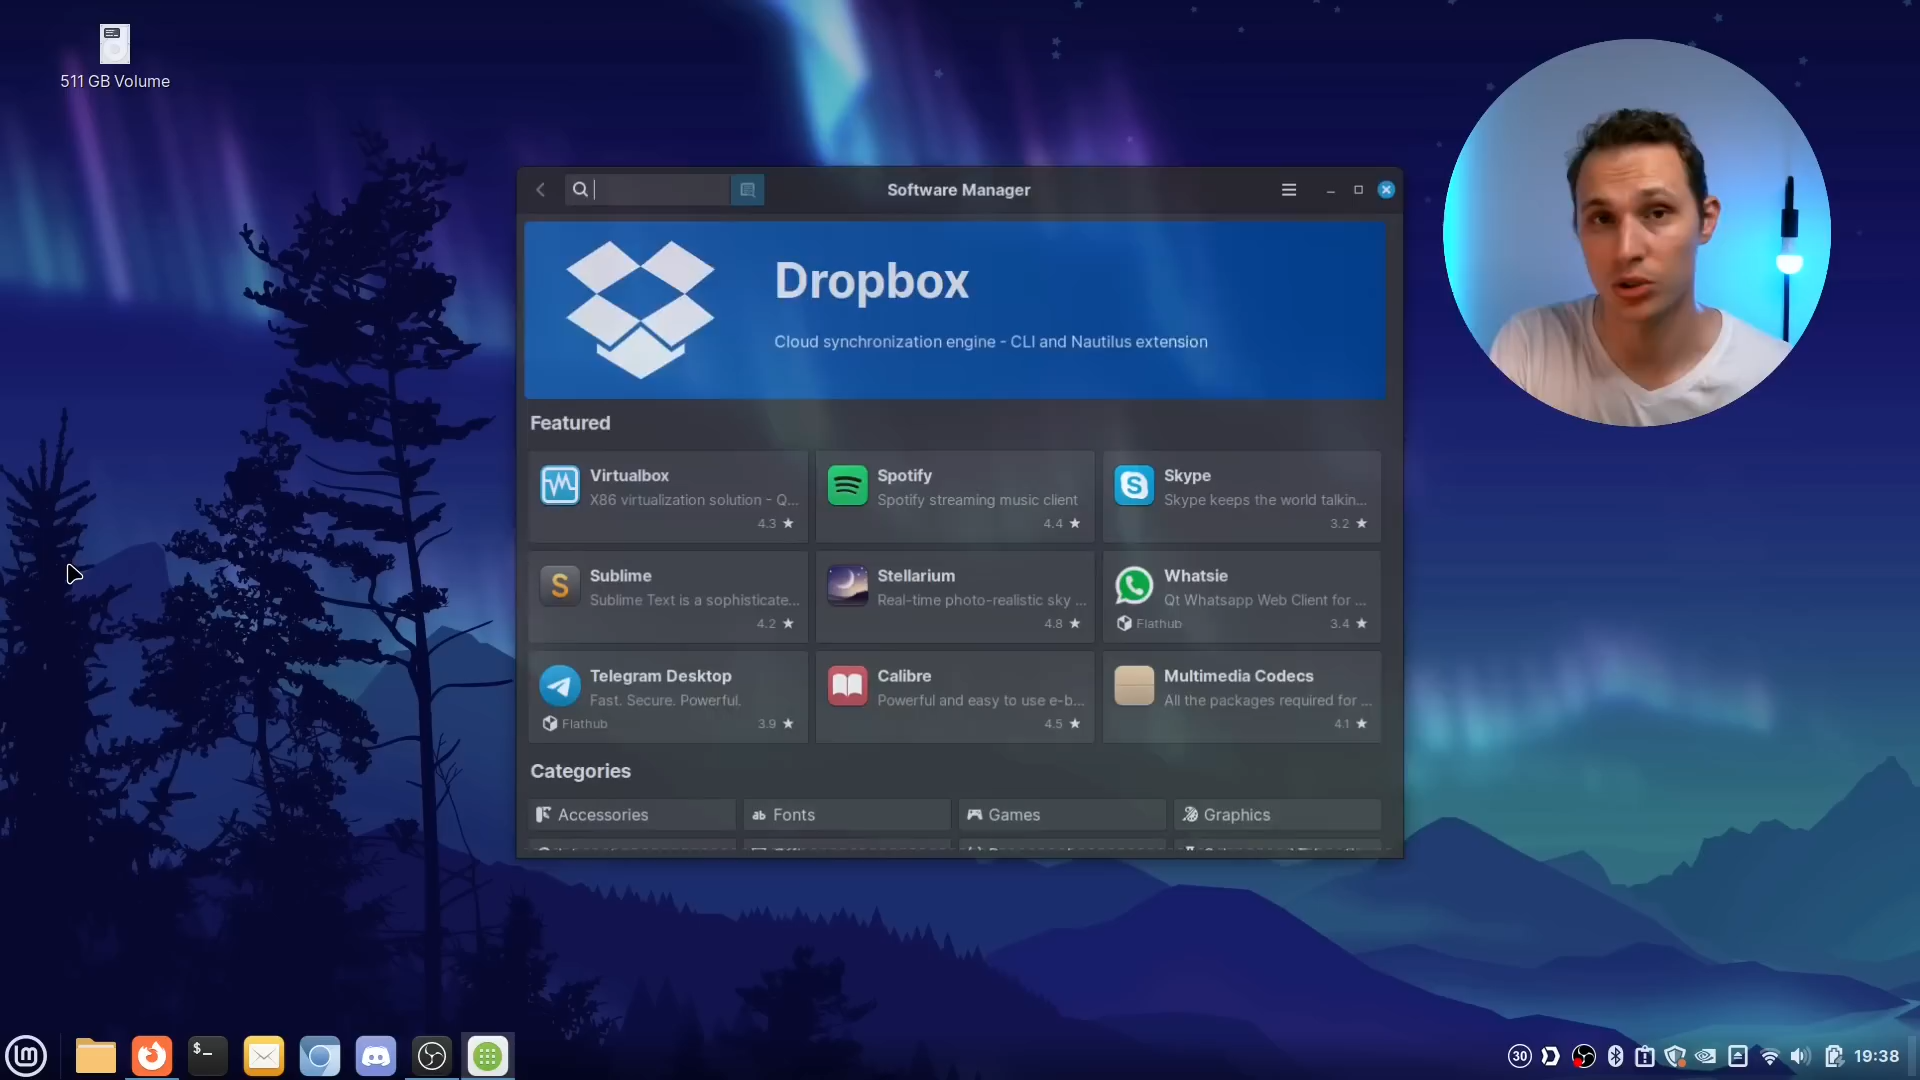 511 GB Volume
Software Manager
Dropbox
Cloud synchronization engine - CLI and Nautilus extension
Featured
Virtualbox
X86 virtualization solution - Q...
4.3 ★
Spotify
Spotify streaming music client
4.4 ★
Skype
Skype keeps the world talkin...
3.2 ★
Sublime
Sublime Text is a sophisticate...
4.2 ★
Stellarium
Real-time photo-realistic sky ...
4.8 ★
Whatsie
Qt Whatsapp Web Client for ...
Flathub
3.4 ★
Telegram Desktop
Fast. Secure. Powerful.
Flathub
3.9 ★
Calibre
Powerful and easy to use e-b...
4.5 ★
Multimedia Codecs
All the packages required for ...
4.1 ★
Categories
Accessories
Fonts
Games
Graphics
30
19:38